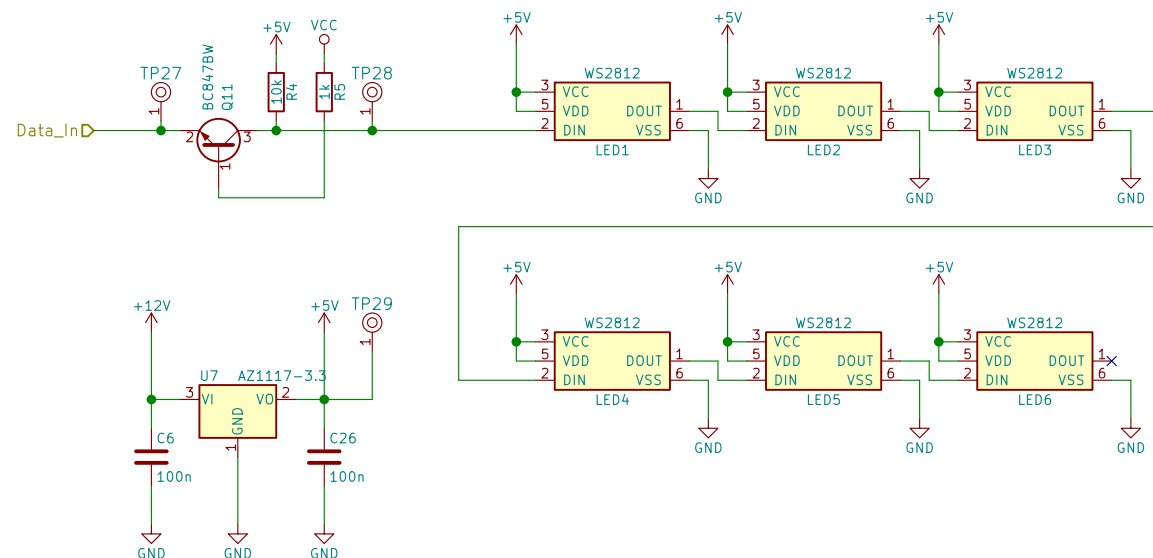 Data_In
TP27
1
BC847BW
Q11
2
3
1
+5V
10k
R4
VCC
1k
R5
TP28
1
+5V
WS2812
3 VCC
5 VDD DOUT 1
2 DIN VSS 6
LED1
GND
+5V
WS2812
3 VCC
5 VDD DOUT 1
2 DIN VSS 6
LED2
GND
+5V
WS2812
3 VCC
5 VDD DOUT 1
2 DIN VSS 6
LED3
GND
+12V
+5V
TP29
1
U7 AZ1117-3.3
3 VI VO 2
GND
1
C6
100n
C26
100n
GND
GND
GND
+5V
WS2812
3 VCC
5 VDD DOUT 1
2 DIN VSS 6
LED4
GND
+5V
WS2812
3 VCC
5 VDD DOUT 1
2 DIN VSS 6
LED5
GND
+5V
WS2812
3 VCC
5 VDD DOUT 1
2 DIN VSS 6
LED6
GND